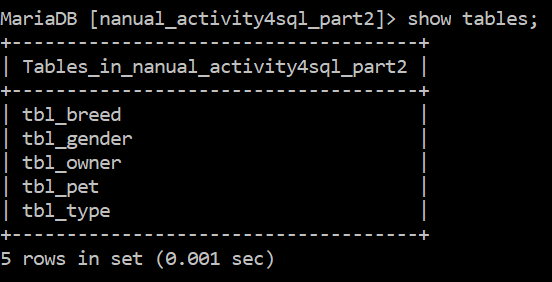 MariaDB [nanual_activity4sql_part2]> show tables;
+------------------------------------+
| Tables_in_nanual_activity4sql_part2 |
+------------------------------------+
| tbl_breed |
| tbl_gender |
| tbl_owner |
| tbl_pet |
| tbl_type |
+------------------------------------+
5 rows in set (0.001 sec)